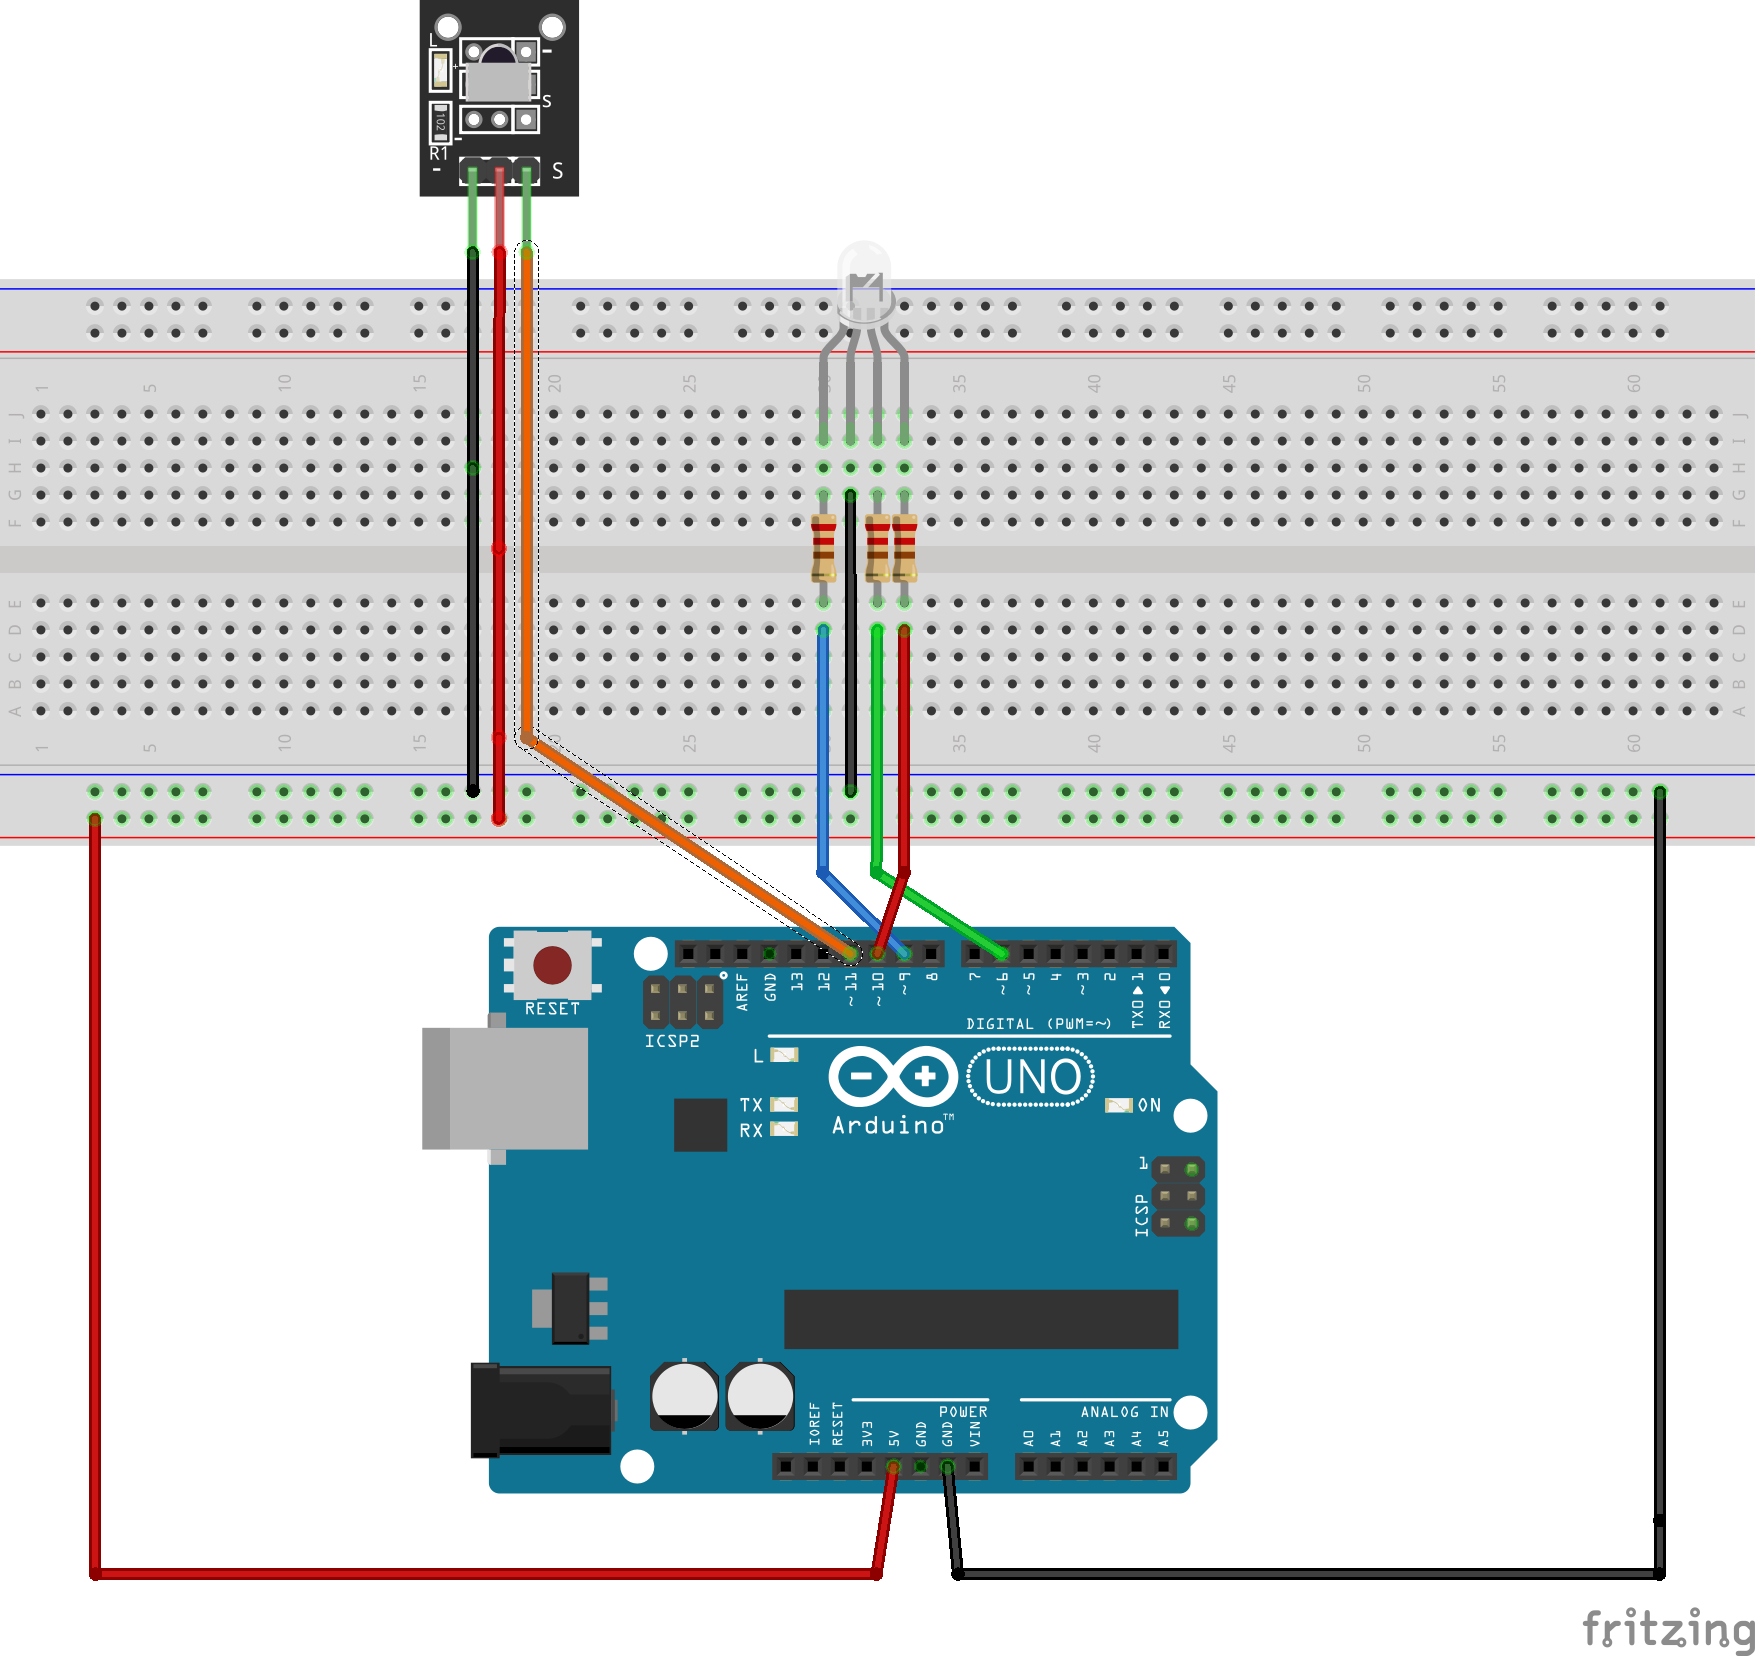 L
-
+
S
102
-
R1
-
S
1 5 10 15 20 25 30 35 40 45 50 55 60
J J
I I
H H
G G
F F
E E
D D
C C
B B
A A
1 5 10 15 25 35 40 45 50 55 60
RESET
ICSP2
AREF
GND
13
12
~11
~10
~9
8
7
~6
~5
4
~3
2
TX0▶1
RX0◀0
DIGITAL (PWM=~)
L
TX
RX
UNO
Arduino™
ON
1
ICSP
IOREF
RESET
3V3
5V
GND
GND
VIN
POWER
ANALOG IN
A0
A1
A2
A3
A4
A5
fritzing